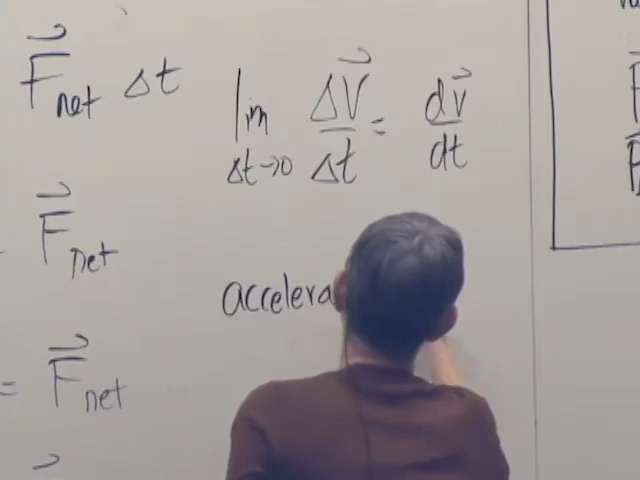 F⃗net Δt
lim Δt→0 ΔV⃗/Δt = dv⃗/dt
F⃗net
accelera
= F⃗net